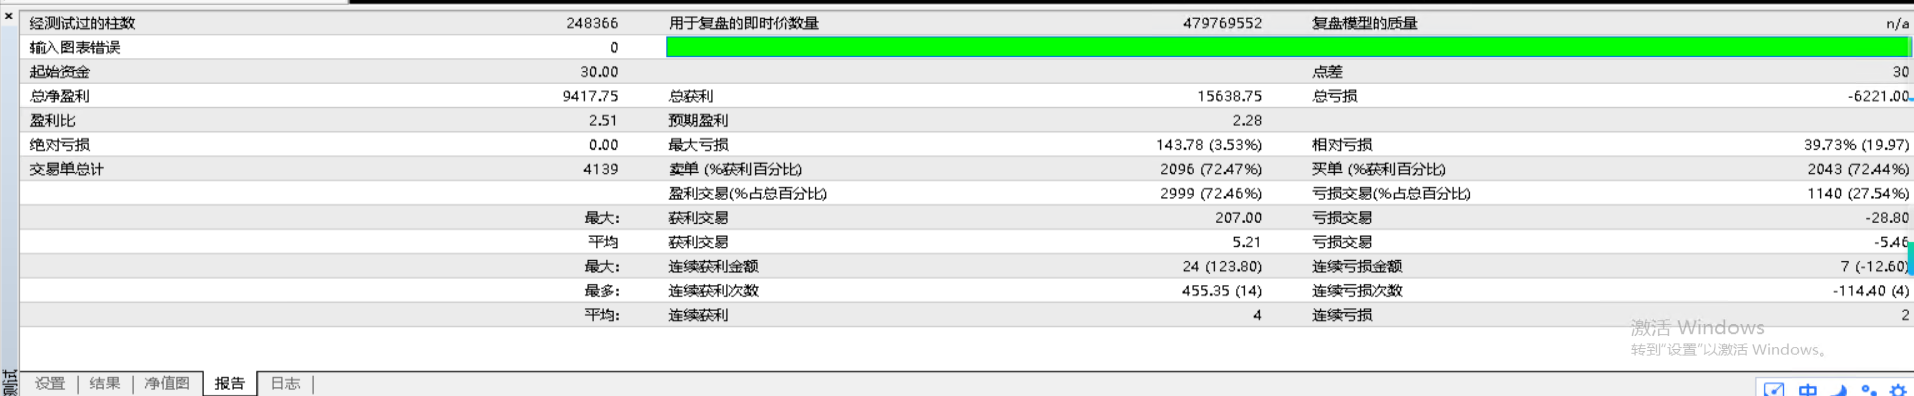 经测试过的柱数 248366 用于复盘的即时价数量 479769552 复盘模型的质量 n/a
输入图表错误 0
起始资金 30.00 点差 30
总净盈利 9417.75 总获利 15638.75 总亏损 -6221.00
盈利比 2.51 预期盈利 2.28
绝对亏损 0.00 最大亏损 143.78 (3.53%) 相对亏损 39.73% (19.97)
交易单总计 4139 卖单 (%获利百分比) 2096 (72.47%) 买单 (%获利百分比) 2043 (72.44%)
盈利交易(%占总百分比) 2999 (72.46%) 亏损交易(%占总百分比) 1140 (27.54%)
最大: 获利交易 207.00 亏损交易 -28.80
平均 获利交易 5.21 亏损交易 -5.46
最大: 连续获利金额 24 (123.80) 连续亏损金额 7 (-12.60)
最多: 连续获利次数 455.35 (14) 连续亏损次数 -114.40 (4)
平均: 连续获利 4 连续亏损 2
激活 Windows
转到"设置"以激活 Windows。
设置 结果 净值图 报告 日志
中